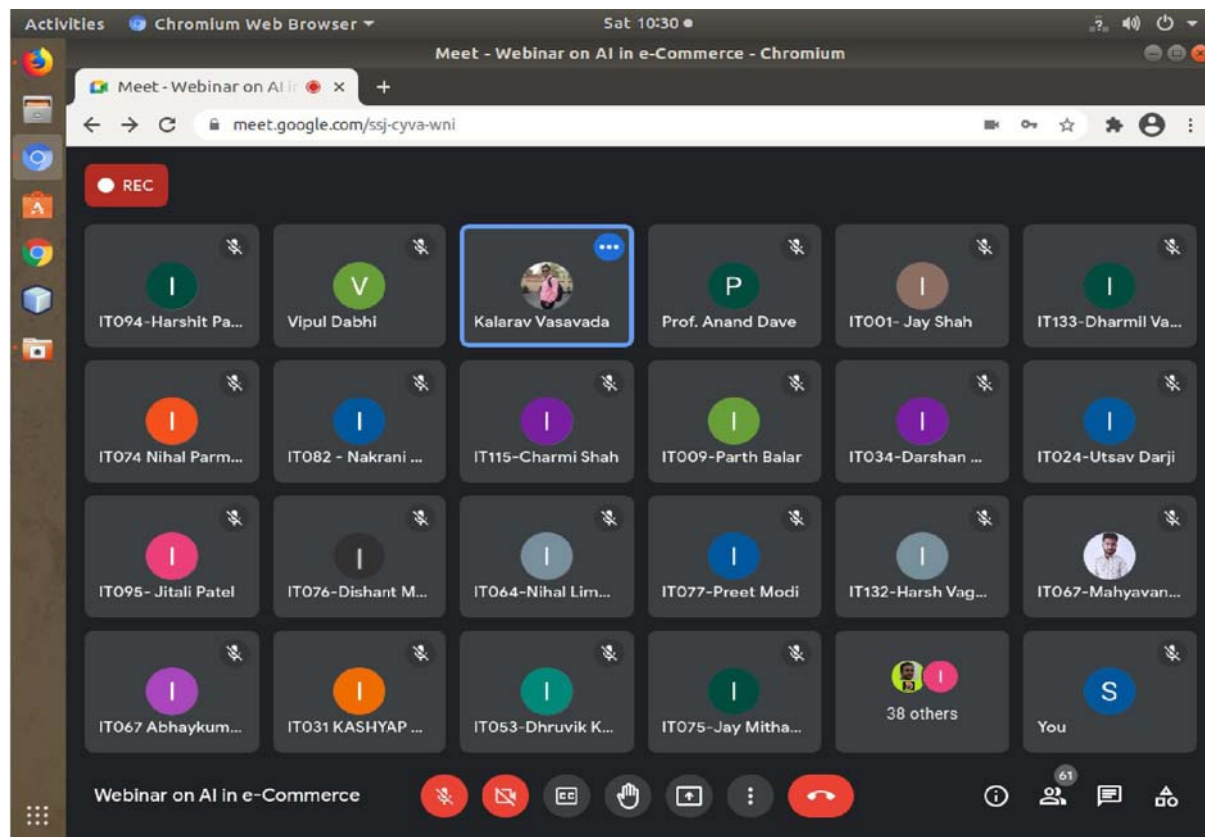 Activities Chromium Web Browser Sat 10:30
Meet - Webinar on AI in e-Commerce - Chromium
Meet - Webinar on AI i
meet.google.com/ssj-cyva-wni
REC
I V P I I
IT094-Harshit Pa... Vipul Dabhi Kalarav Vasavada Prof. Anand Dave IT001- Jay Shah IT133-Dharmil Va...
I I I I I I
IT074 Nihal Parm... IT082 - Nakrani ... IT115-Charmi Shah IT009-Parth Balar IT034-Darshan ... IT024-Utsav Darji
I I I I I
IT095- Jitali Patel IT076-Dishant M... IT064-Nihal Lim... IT077-Preet Modi IT132-Harsh Vag... IT067-Mahyavan...
I I I I I S
IT067 Abhaykum... IT031 KASHYAP ... IT053-Dhruvik K... IT075-Jay Mitha... 38 others You
61
Webinar on AI in e-Commerce CC